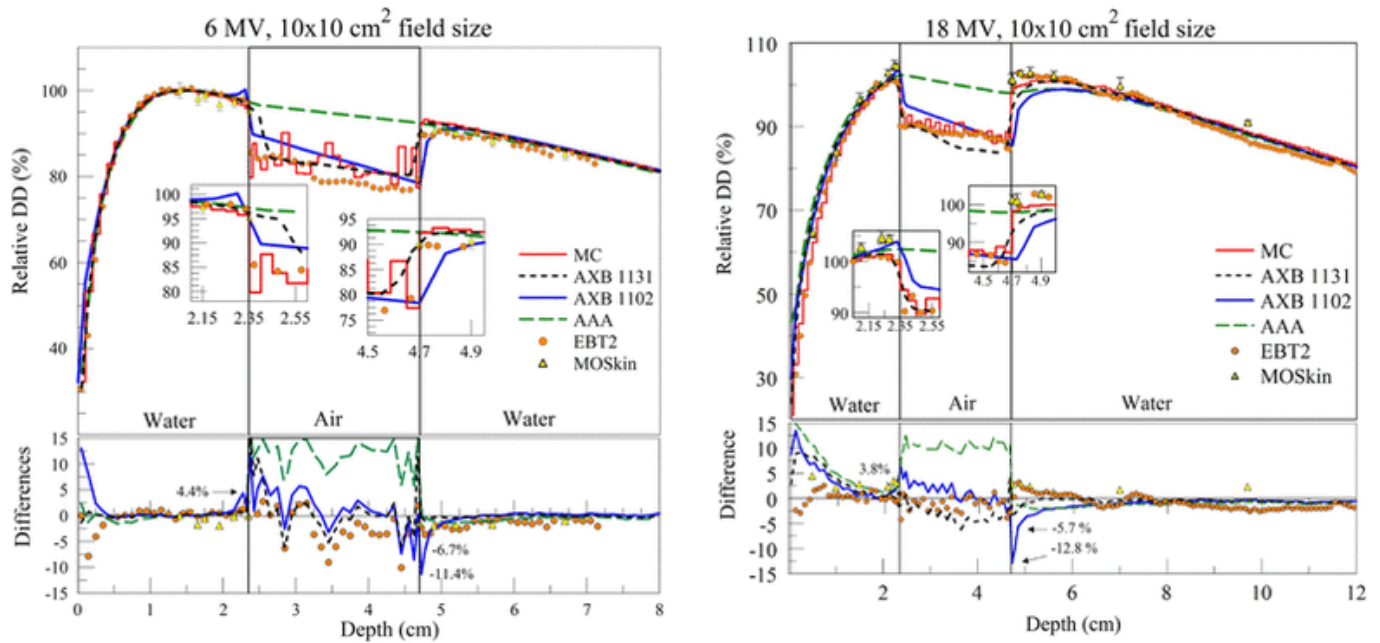 6 MV, 10x10 cm2 field size
110
100
90
80
70
60
50
40
30
Relative DD (%)
100
95
90
85
80
2.15 2.35 2.55
95
90
85
80
75
4.5 4.7 4.9
MC
AXB 1131
AXB 1102
AAA
EBT2
MOSkin
Water Air Water
15
10
5
0
-5
-10
-15
Differences
4.4%
-6.7%
-11.4%
0 1 2 3 4 5 6 7 8
Depth (cm)
18 MV, 10x10 cm2 field size
110
90
70
50
30
Relative DD (%)
100
90
2.15 2.35 2.55
100
90
4.5 4.7 4.9
MC
AXB 1131
AXB 1102
AAA
EBT2
MOSkin
Water Air Water
15
10
5
0
-5
-10
-15
Difference
3.8%
-5.7 %
-12.8 %
0 2 4 6 8 10 12
Depth (cm)